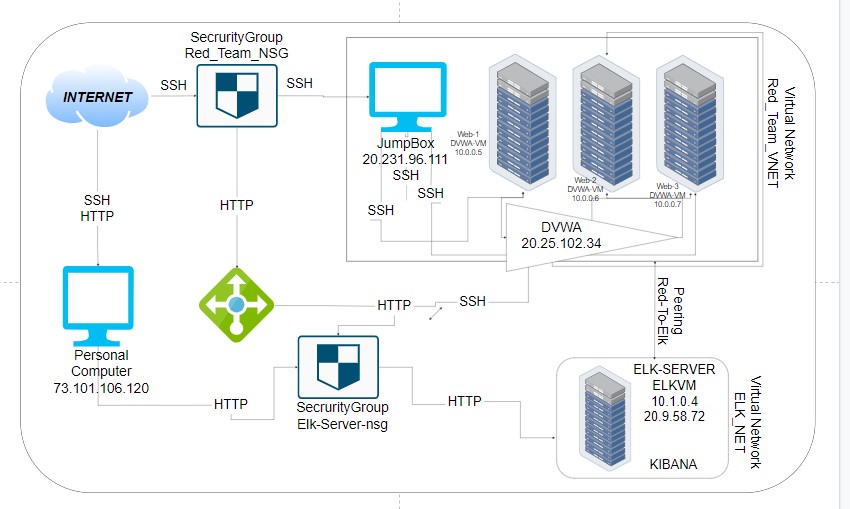 SecrurityGroup
Red_Team_NSG
INTERNET
SSH
SSH
JumpBox
20.231.96.111
SSH
SSH
SSH
Web-1
DVWA-VM
10.0.0.5
Web-2
DVWA-VM
10.0.0.6
Web-3
DVWA-VM
10.0.0.7
Virtual Network
Red_Team_VNET
SSH
HTTP
HTTP
DVWA
20.25.102.34
HTTP
SSH
Peering
Red-To-Elk
Personal
Computer
73.101.106.120
HTTP
SecrurityGroup
Elk-Server-nsg
HTTP
ELK-SERVER
ELKVM
10.1.0.4
20.9.58.72
KIBANA
Virtual Network
ELK_NET